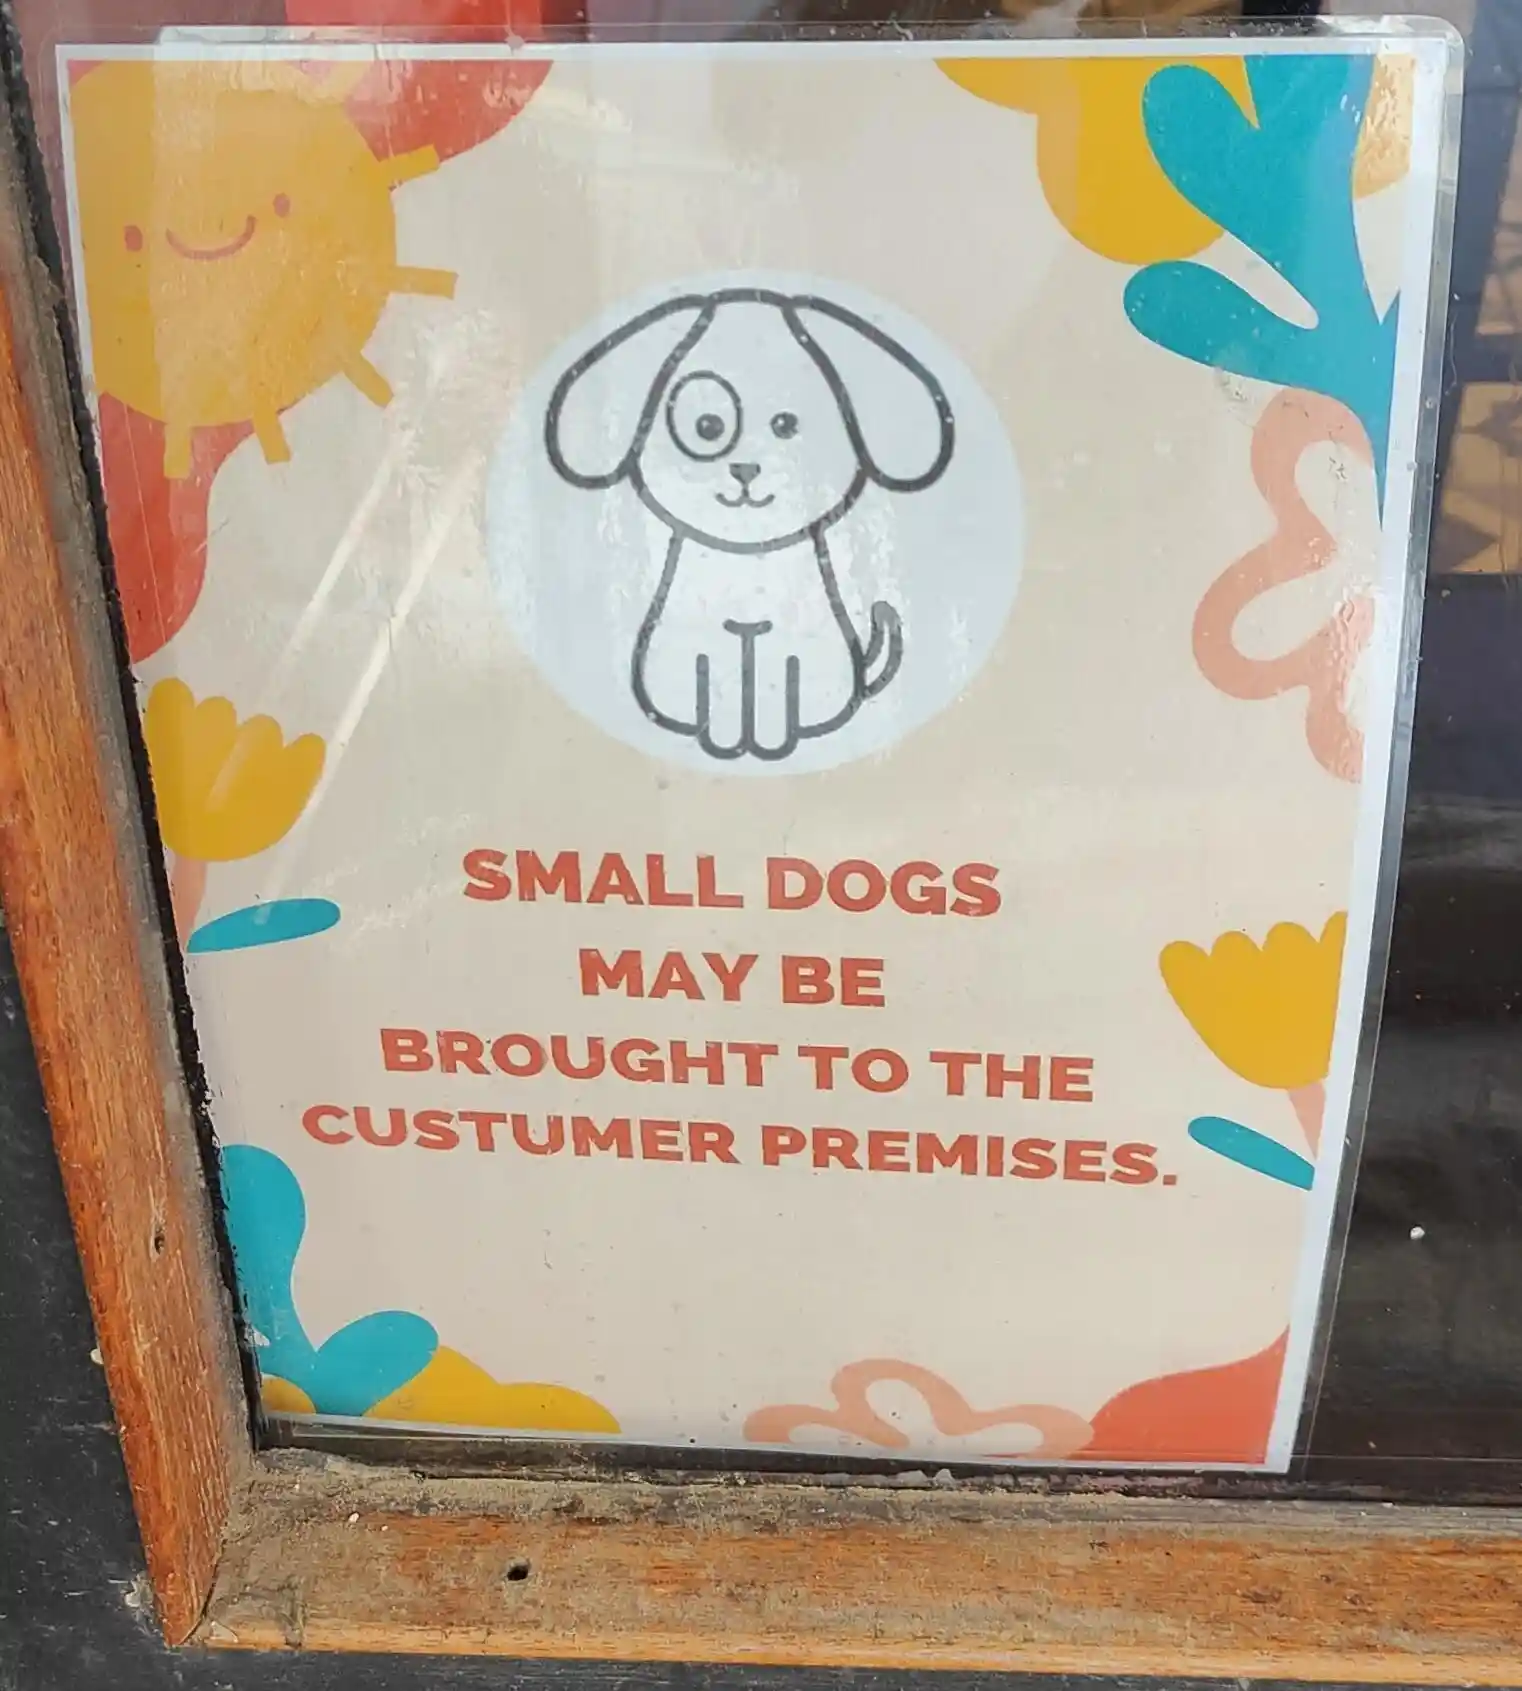 SMALL DOGS
MAY BE
BROUGHT TO THE
CUSTUMER PREMISES.